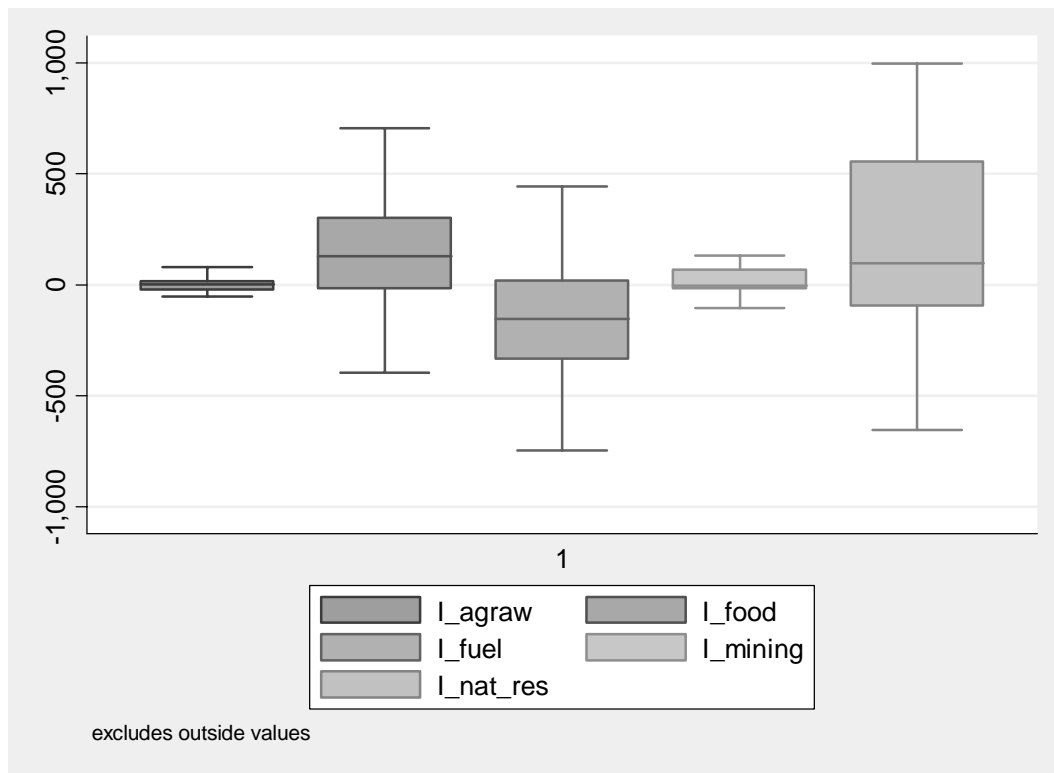 1,000
500
0
-500
-1,000
1
I_agraw I_food
I_fuel I_mining
I_nat_res
excludes outside values